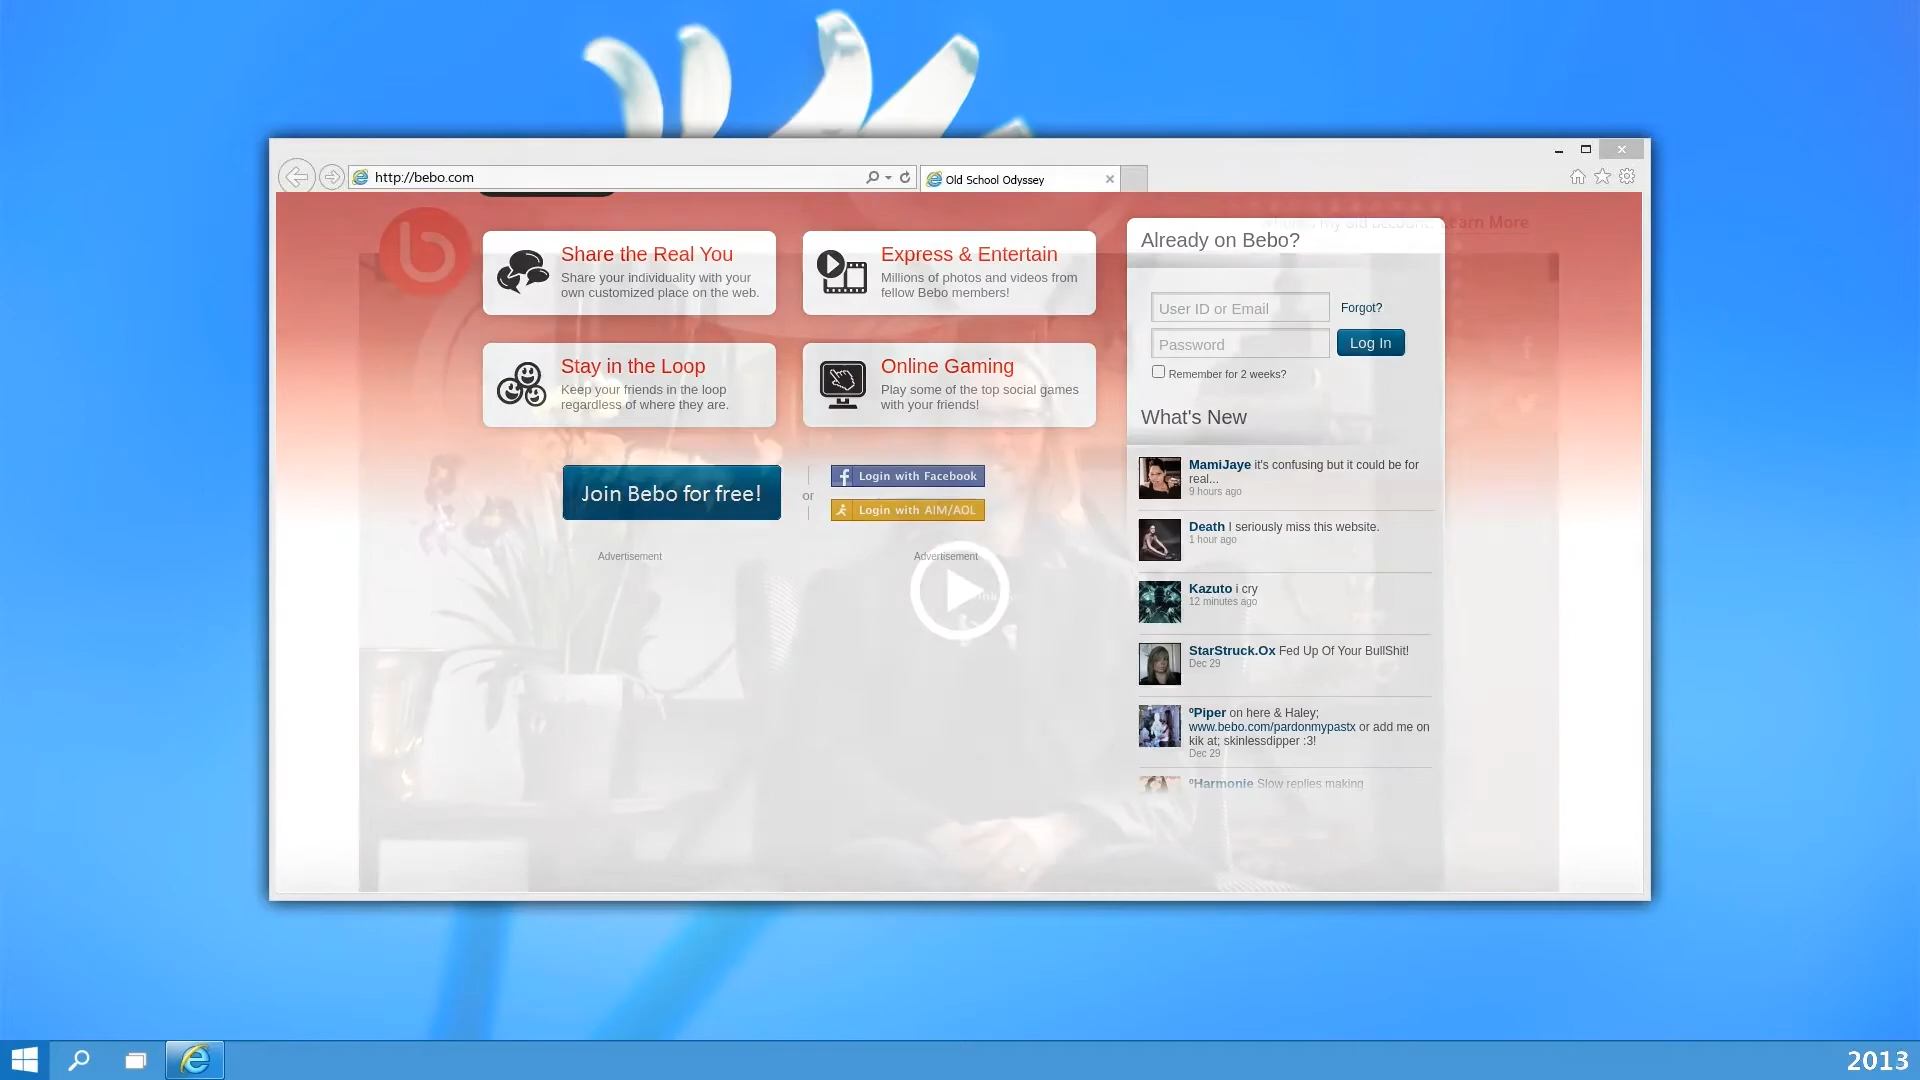 http://bebo.com
Old School Odyssey
Learn More
Share the Real You
Share your individuality with your
own customized place on the web.
Express & Entertain
Millions of photos and videos from
fellow Bebo members!
Stay in the Loop
Keep your friends in the loop
regardless of where they are.
Online Gaming
Play some of the top social games
with your friends!
Join Bebo for free!
or
Login with Facebook
Login with AIM/AOL
Advertisement
Advertisement
Already on Bebo?
User ID or Email
Forgot?
Password
Log In
Remember for 2 weeks?
What's New
MamiJaye it's confusing but it could be for
real...
9 hours ago
Death I seriously miss this website.
1 hour ago
Kazuto i cry
12 minutes ago
StarStruck.Ox Fed Up Of Your BullShit!
Dec 29
ºPiper on here & Haley;
www.bebo.com/pardonmypastx or add me on
kik at; skinlessdipper :3!
Dec 29
ºHarmonie Slow replies making
2013